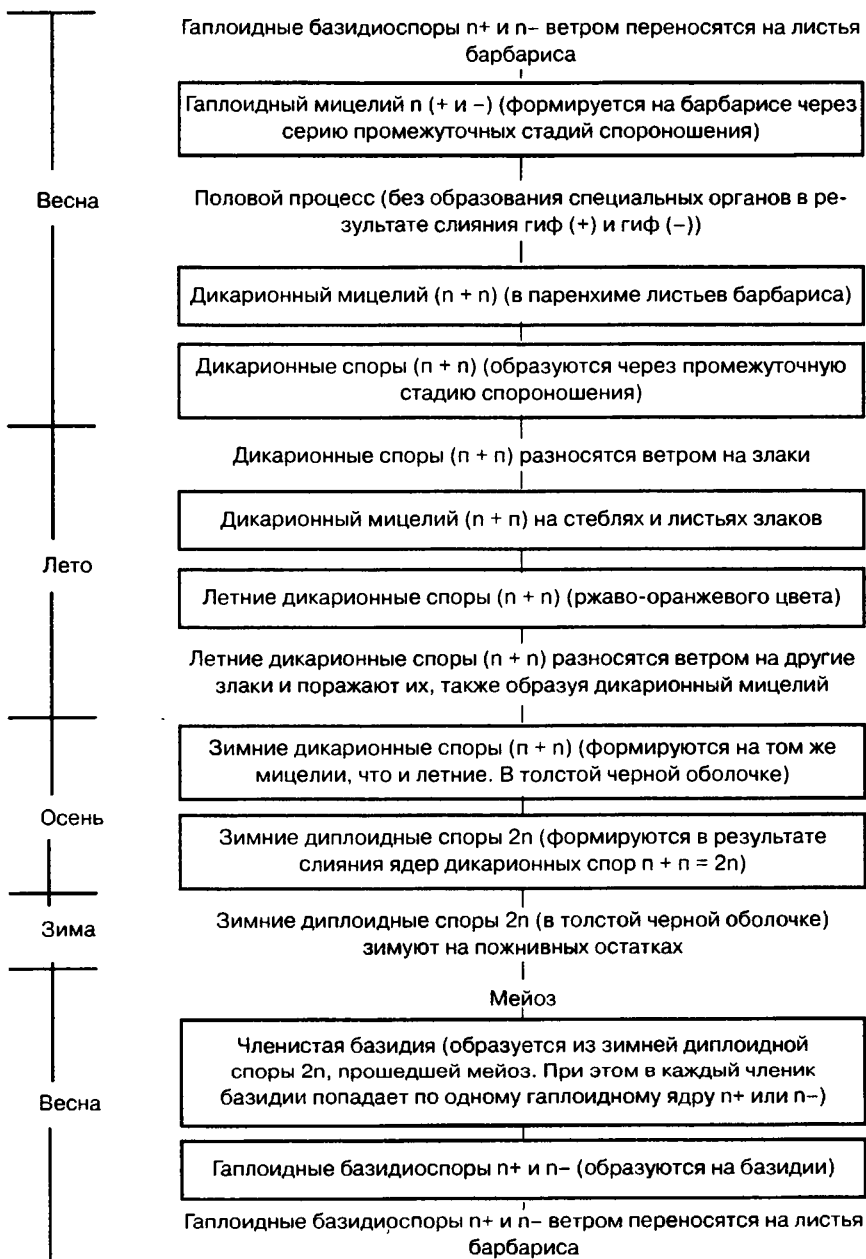 Гаплоидные базидиоспоры n+ и n– ветром переносятся на листья
барбариса
Гаплоидный мицелий n (+ и –) (формируется на барбарисе через
серию промежуточных стадий спороношения)
Весна
Половой процесс (без образования специальных органов в ре-
зультате слияния гиф (+) и гиф (–))
Дикарионный мицелий (n + n) (в паренхиме листьев барбариса)
Дикарионные споры (n + n) (образуются через промежуточную
стадию спороношения)
Дикарионные споры (n + n) разносятся ветром на злаки
Дикарионный мицелий (n + n) на стеблях и листьях злаков
Лето
Летние дикарионные споры (n + n) (ржаво-оранжевого цвета)
Летние дикарионные споры (n + n) разносятся ветром на другие
злаки и поражают их, также образуя дикарионный мицелий
Зимние дикарионные споры (n + n) (формируются на том же
мицелии, что и летние. В толстой черной оболочке)
Осень
Зимние диплоидные споры 2n (формируются в результате
слияния ядер дикарионных спор n + n = 2n)
Зима
Зимние диплоидные споры 2n (в толстой черной оболочке)
зимуют на пожнивных остатках
Мейоз
Членистая базидия (образуется из зимней диплоидной
споры 2n, прошедшей мейоз. При этом в каждый членик
базидии попадает по одному гаплоидному ядру n+ или n–)
Весна
Гаплоидные базидиоспоры n+ и n– (образуются на базидии)
Гаплоидные базидиоспоры n+ и n– ветром переносятся на листья
барбариса